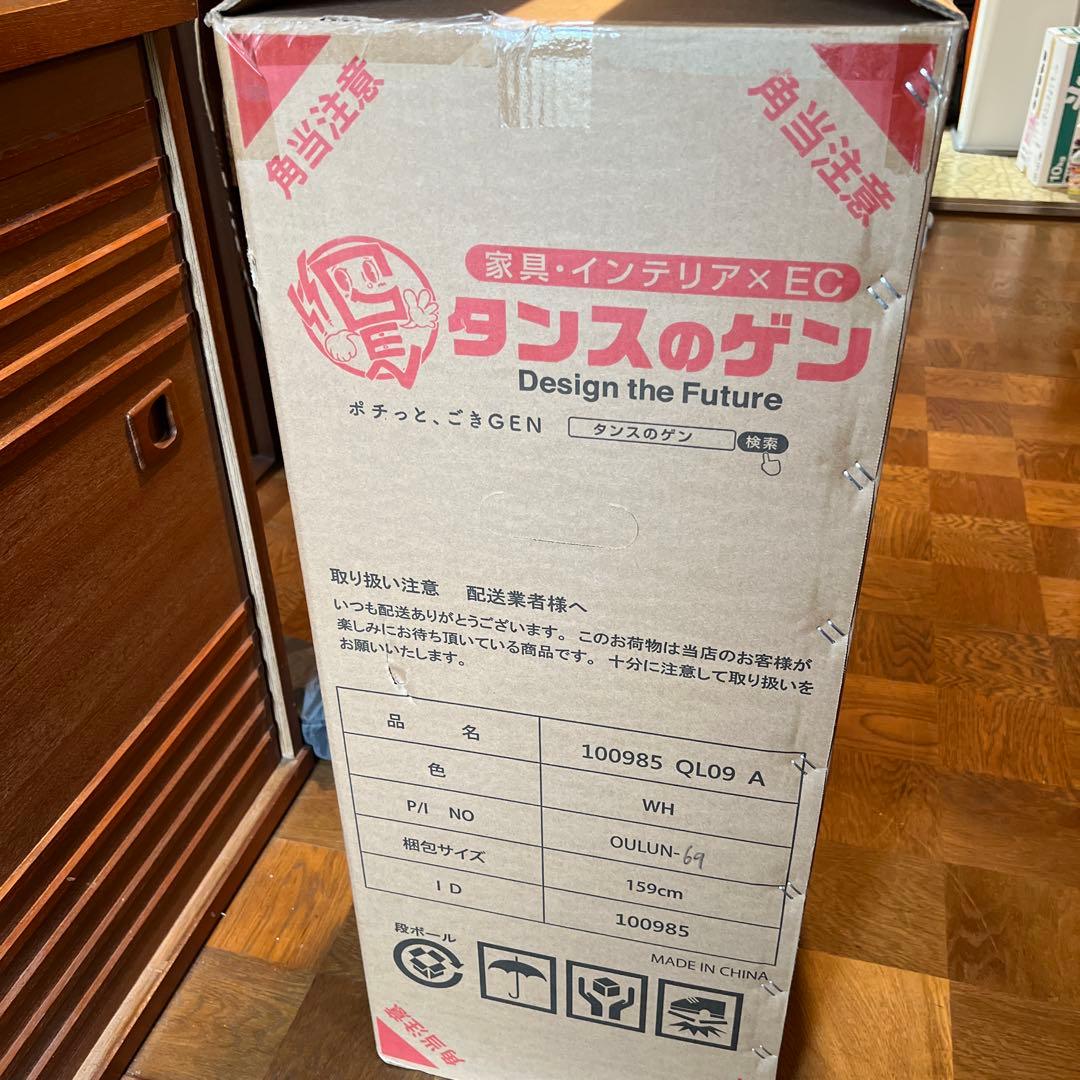 角当注意
角当注意
家具・インテリア×EC
タンスのゲン
GEN
Design the Future
ポチっと、ごきGEN
タンスのゲン 検索
取り扱い注意 配送業者様へ
いつも配送ありがとうございます。このお荷物は当店のお客様が
楽しみにお待ち頂いている商品です。十分に注意して取り扱いを
お願いいたします。
品 名 100985 QL09 A
色 WH
P/I NO OULUN-69
梱包サイズ 159cm
ID 100985
MADE IN CHINA
段ボール
角当注意
10kg